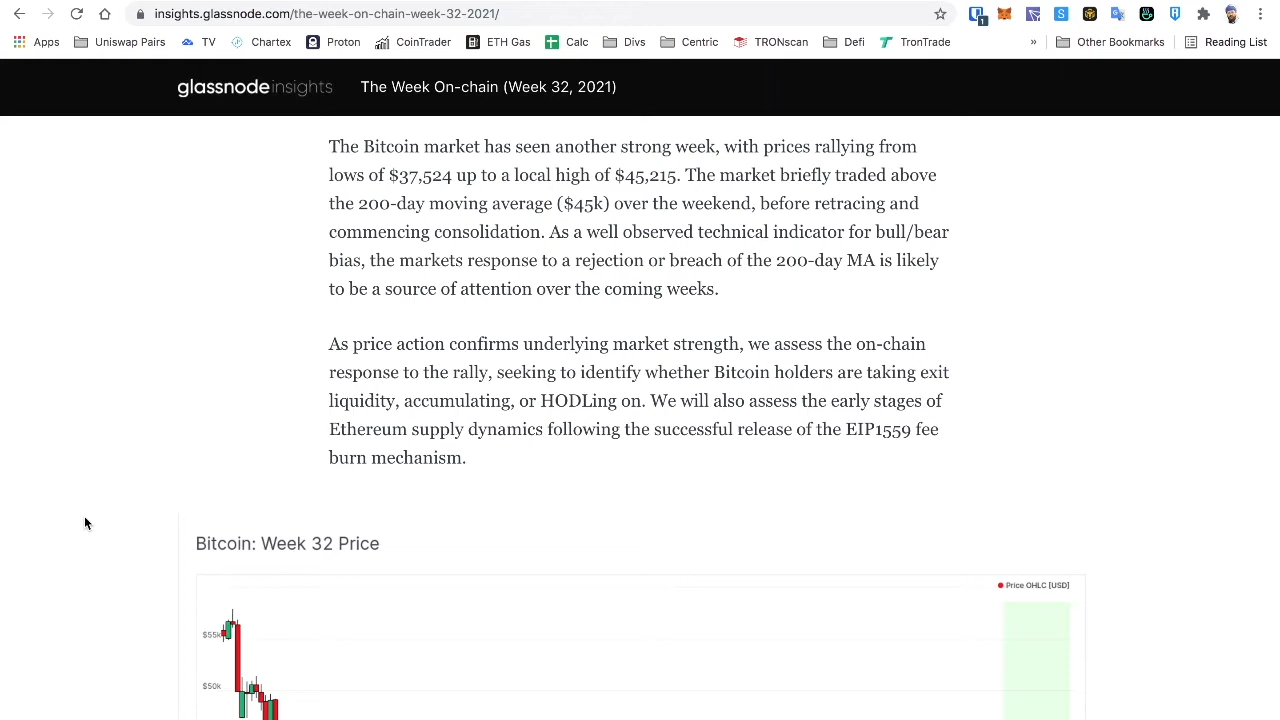 insights.glassnode.com/the-week-on-chain-week-32-2021/
1
Apps Uniswap Pairs TV Chartex Proton CoinTrader ETH Gas Calc Divs Centric TRONscan Defi TronTrade » Other Bookmarks Reading List
glassnodeinsights The Week On-chain (Week 32, 2021)
The Bitcoin market has seen another strong week, with prices rallying from
lows of $37,524 up to a local high of $45,215. The market briefly traded above
the 200-day moving average ($45k) over the weekend, before retracing and
commencing consolidation. As a well observed technical indicator for bull/bear
bias, the markets response to a rejection or breach of the 200-day MA is likely
to be a source of attention over the coming weeks.
As price action confirms underlying market strength, we assess the on-chain
response to the rally, seeking to identify whether Bitcoin holders are taking exit
liquidity, accumulating, or HODLing on. We will also assess the early stages of
Ethereum supply dynamics following the successful release of the EIP1559 fee
burn mechanism.
Bitcoin: Week 32 Price
Price OHLC [USD]
$55k
$50k